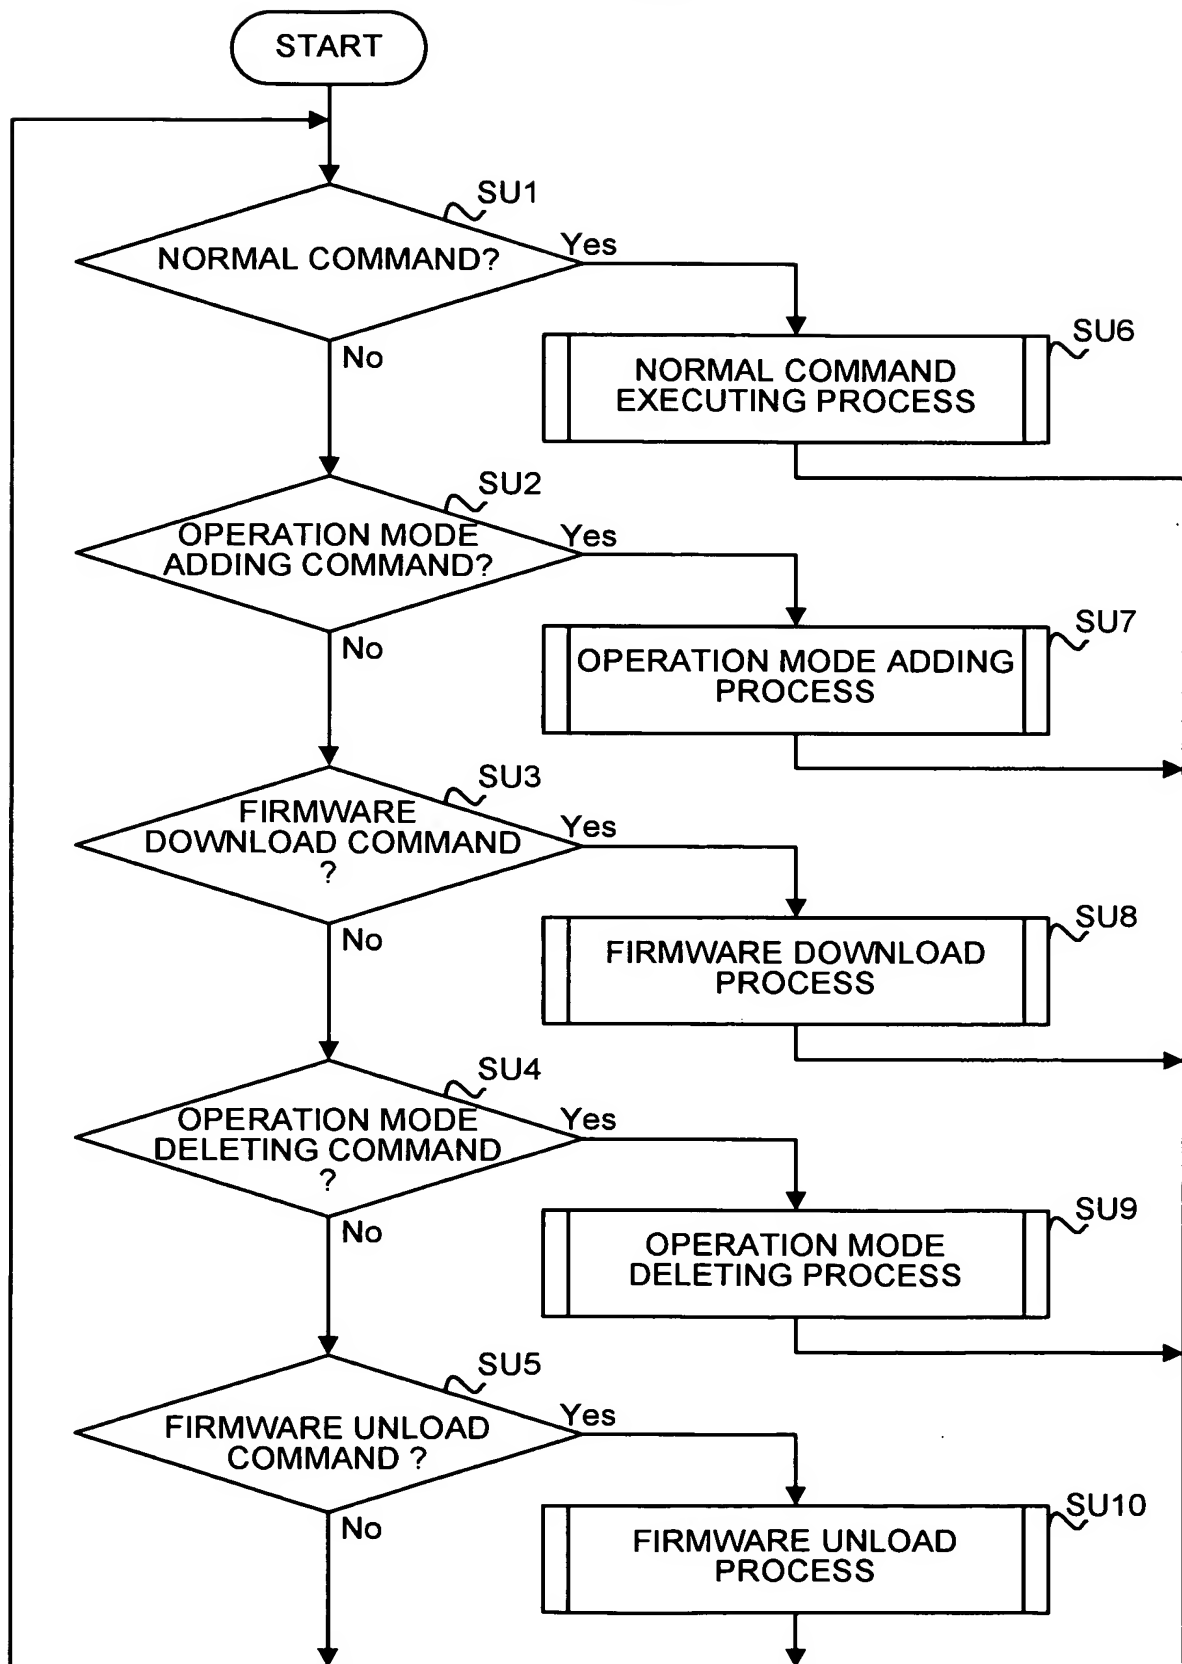 START
SU1
NORMAL COMMAND?
Yes
No
SU6
NORMAL COMMAND
EXECUTING PROCESS
SU2
OPERATION MODE
ADDING COMMAND?
Yes
No
SU7
OPERATION MODE ADDING
PROCESS
SU3
FIRMWARE
DOWNLOAD COMMAND
?
Yes
No
SU8
FIRMWARE DOWNLOAD
PROCESS
SU4
OPERATION MODE
DELETING COMMAND
?
Yes
No
SU9
OPERATION MODE
DELETING PROCESS
SU5
FIRMWARE UNLOAD
COMMAND ?
Yes
No
SU10
FIRMWARE UNLOAD
PROCESS